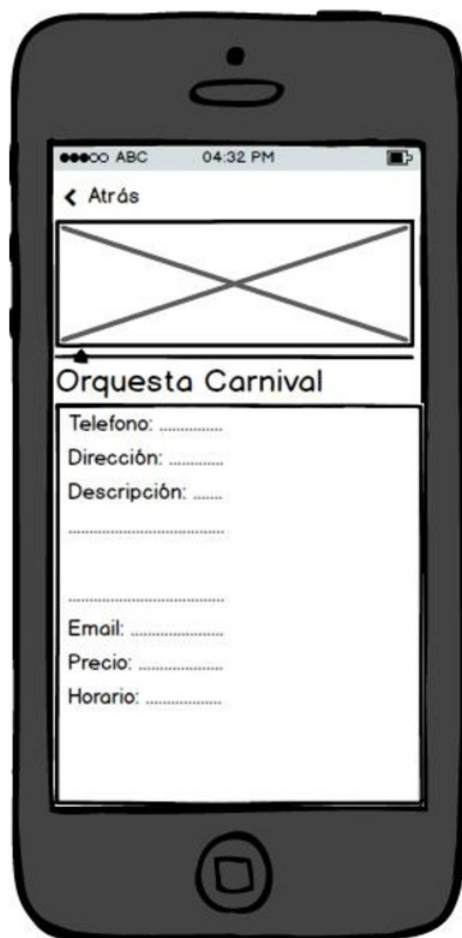 ABC 04:32 PM
Atrás
Orquesta Carnival
Telefono: ..............
Dirección: ............
Descripción: .......
...................................
...................................
Email: .....................
Precio: ...................
Horario: .................